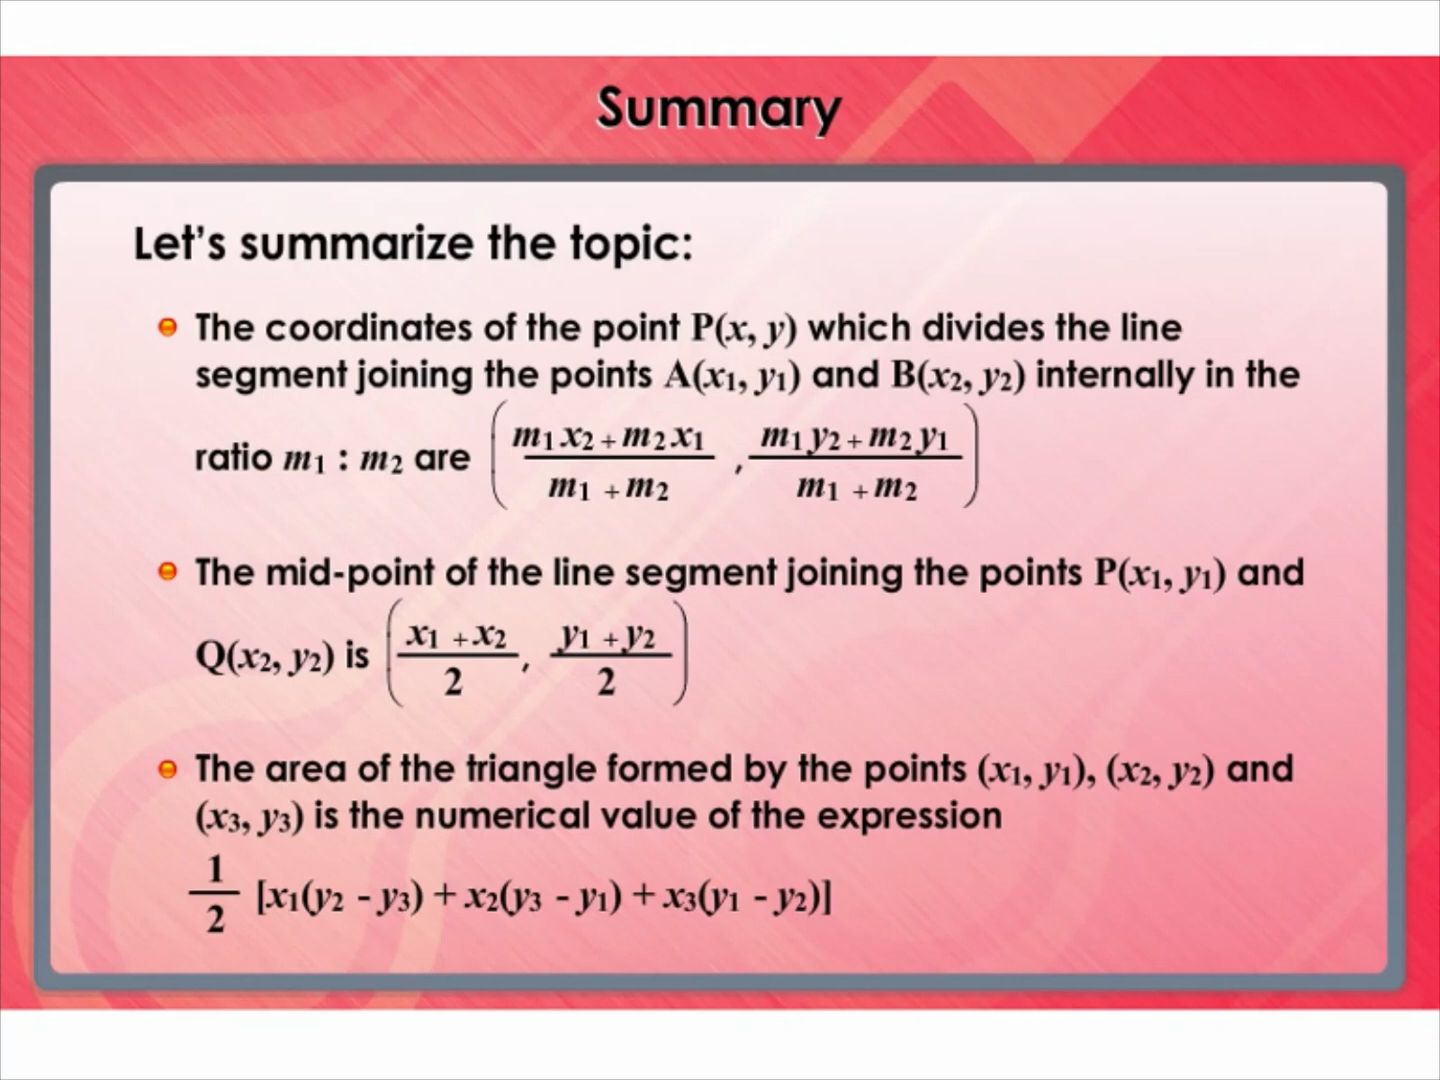 Summary
Let's summarize the topic:
The coordinates of the point P(x, y) which divides the line
segment joining the points A(x₁, y₁) and B(x₂, y₂) internally in the
ratio m₁ : m₂ are ( (m₁x₂+m₂x₁)/(m₁+m₂) , (m₁y₂+m₂y₁)/(m₁+m₂) )
The mid-point of the line segment joining the points P(x₁, y₁) and
Q(x₂, y₂) is ( (x₁+x₂)/2 , (y₁+y₂)/2 )
The area of the triangle formed by the points (x₁, y₁), (x₂, y₂) and
(x₃, y₃) is the numerical value of the expression
1/2 [x₁(y₂ - y₃) + x₂(y₃ - y₁) + x₃(y₁ - y₂)]